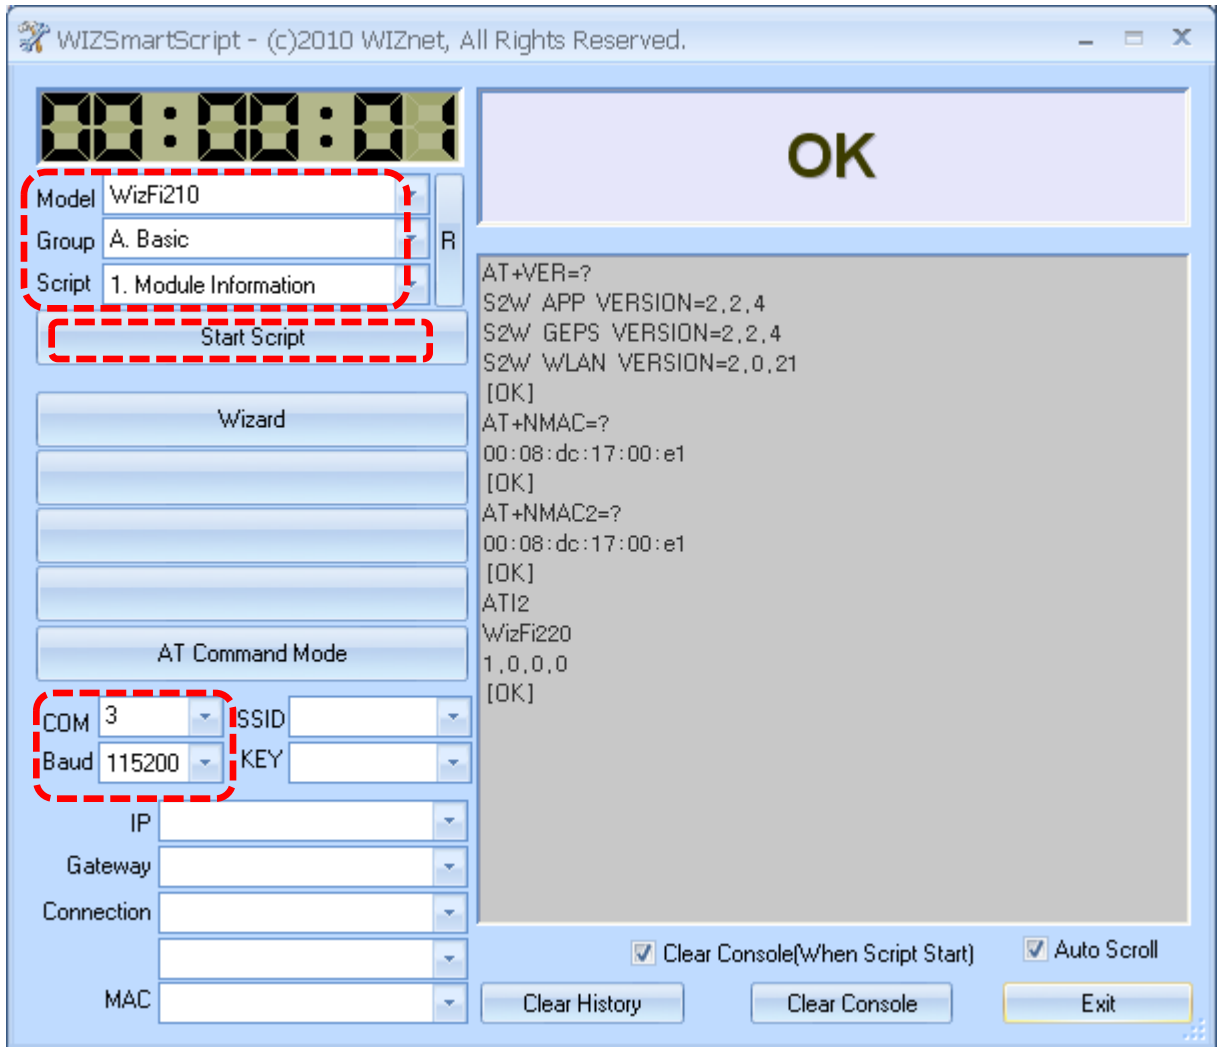 WIZSmartScript - (c)2010 WIZnet, All Rights Reserved.
00:00:01
OK
Model WizFi210
Group A. Basic
R
Script 1. Module Information
Start Script
Wizard
AT Command Mode
COM 3 SSID
Baud 115200 KEY
IP
Gateway
Connection
MAC
AT+VER=?
S2W APP VERSION=2,2,4
S2W GEPS VERSION=2,2,4
S2W WLAN VERSION=2,0,21
[OK]
AT+NMAC=?
00:08:dc:17:00:e1
[OK]
AT+NMAC2=?
00:08:dc:17:00:e1
[OK]
ATI2
WizFi220
1,0,0,0
[OK]
Clear Console(When Script Start) Auto Scroll
Clear History Clear Console Exit